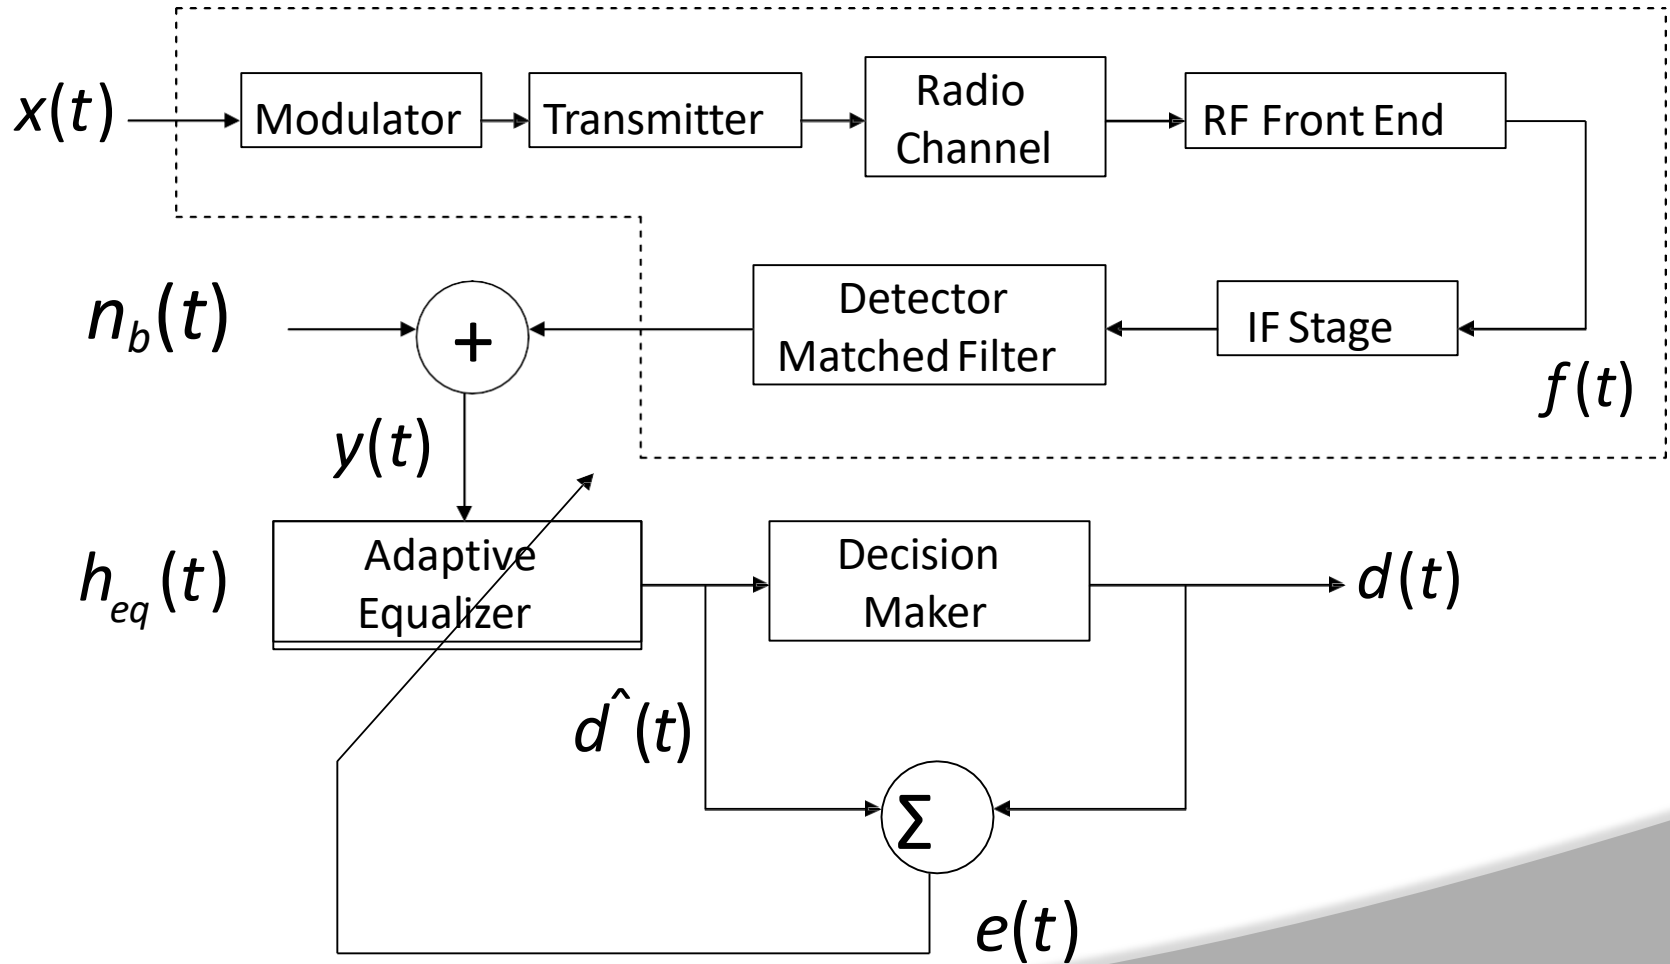 x(t)
Modulator
Transmitter
Radio
Channel
RF Front End
n_b(t)
+
Detector
Matched Filter
IF Stage
f(t)
y(t)
h_eq(t)
Adaptive
Equalizer
Decision
Maker
d(t)
d^(t)
Σ
e(t)